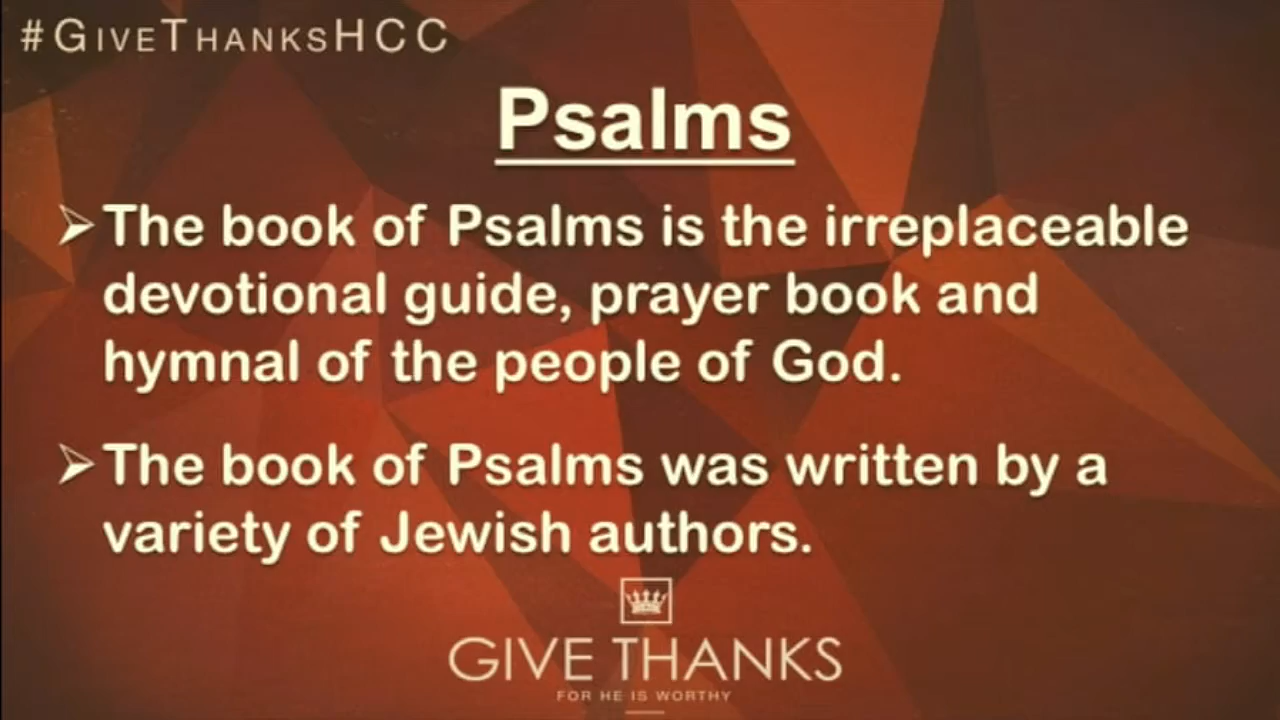 #GiveThanksHCC
Psalms
➢ The book of Psalms is the irreplaceable
devotional guide, prayer book and
hymnal of the people of God.
➢ The book of Psalms was written by a
variety of Jewish authors.
GIVE THANKS
FOR HE IS WORTHY